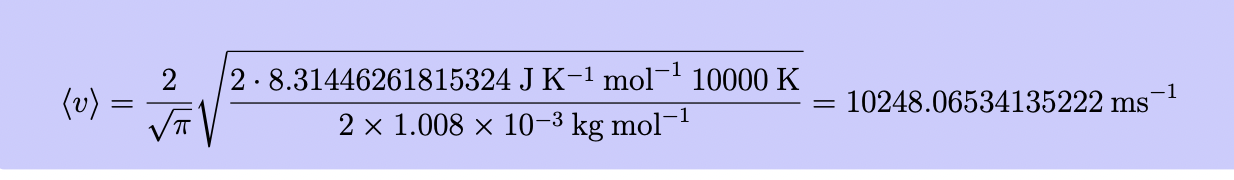 ⟨v⟩ = 2/√π √(2 · 8.31446261815324 J K⁻¹ mol⁻¹ 10000 K / 2 × 1.008 × 10⁻³ kg mol⁻¹) = 10248.06534135222 ms⁻¹